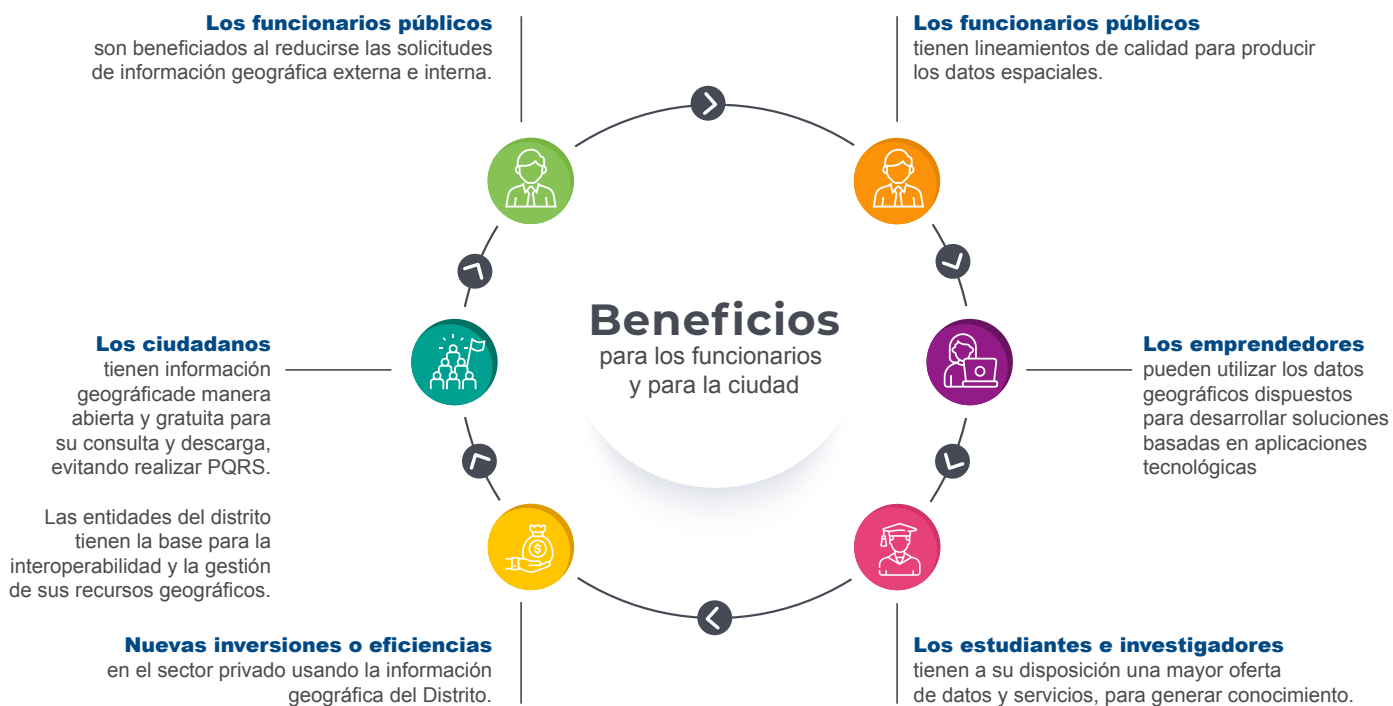 Los funcionarios públicos
son beneficiados al reducirse las solicitudes
de información geográfica externa e interna.
Los funcionarios públicos
tienen lineamientos de calidad para producir
los datos espaciales.
Beneficios
para los funcionarios
y para la ciudad
Los ciudadanos
tienen información
geográficade manera
abierta y gratuita para
su consulta y descarga,
evitando realizar PQRS.
Las entidades del distrito
tienen la base para la
interoperabilidad y la gestión
de sus recursos geográficos.
Los emprendedores
pueden utilizar los datos
geográficos dispuestos
para desarrollar soluciones
basadas en aplicaciones
tecnológicas
Nuevas inversiones o eficiencias
en el sector privado usando la información
geográfica del Distrito.
Los estudiantes e investigadores
tienen a su disposición una mayor oferta
de datos y servicios, para generar conocimiento.